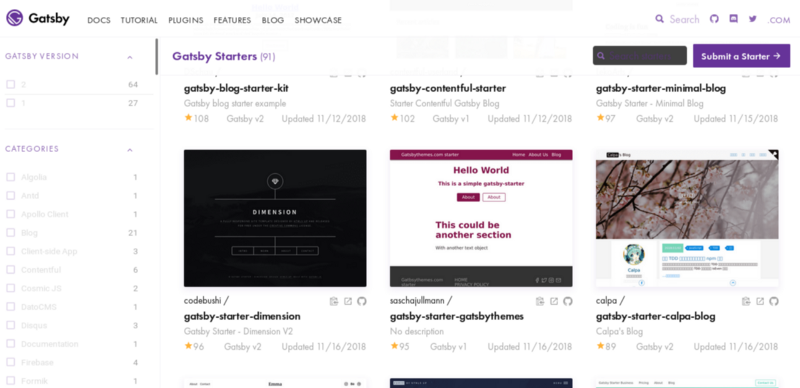 Gatsby DOCS TUTORIAL PLUGINS FEATURES BLOG SHOWCASE Search .COM
GATSBY VERSION
2 64
1 27
CATEGORIES
Algolia 1
Antd 1
Apollo Client 1
Blog 21
Client-side App 3
Contentful 6
Cosmic JS 1
DatoCMS 1
Disqus 3
Documentation 1
Firebase 4
Formik 1
Gatsby Starters (91)
Submit a Starter →
gatsby-blog-starter-kit
Gatsby blog starter example
★108 Gatsby v2 Updated 11/12/2018
gatsby-contentful-starter
Starter Contentful Gatsby Blog
★102 Gatsby v1 Updated 11/12/2018
gatsby-starter-minimal-blog
Gatsby Starter - Minimal Blog
★97 Gatsby v2 Updated 11/15/2018
DIMENSION
codebushi /
gatsby-starter-dimension
Gatsby Starter - Dimension V2
★96 Gatsby v2 Updated 11/16/2018
Gatsbythemes.com starter Home About Us Blog
Hello World
This is a simple gatsby-starter
About About
This could be
another section
With another text object
Gatsbythemes.com
starter
HOME
PRIVACY POLICY
saschajullmann /
gatsby-starter-gatsbythemes
No description
★95 Gatsby v1 Updated 11/16/2018
Calpa's Blog
Calpa
calpa /
gatsby-starter-calpa-blog
Calpa's Blog
★89 Gatsby v2 Updated 11/16/2018
Emma